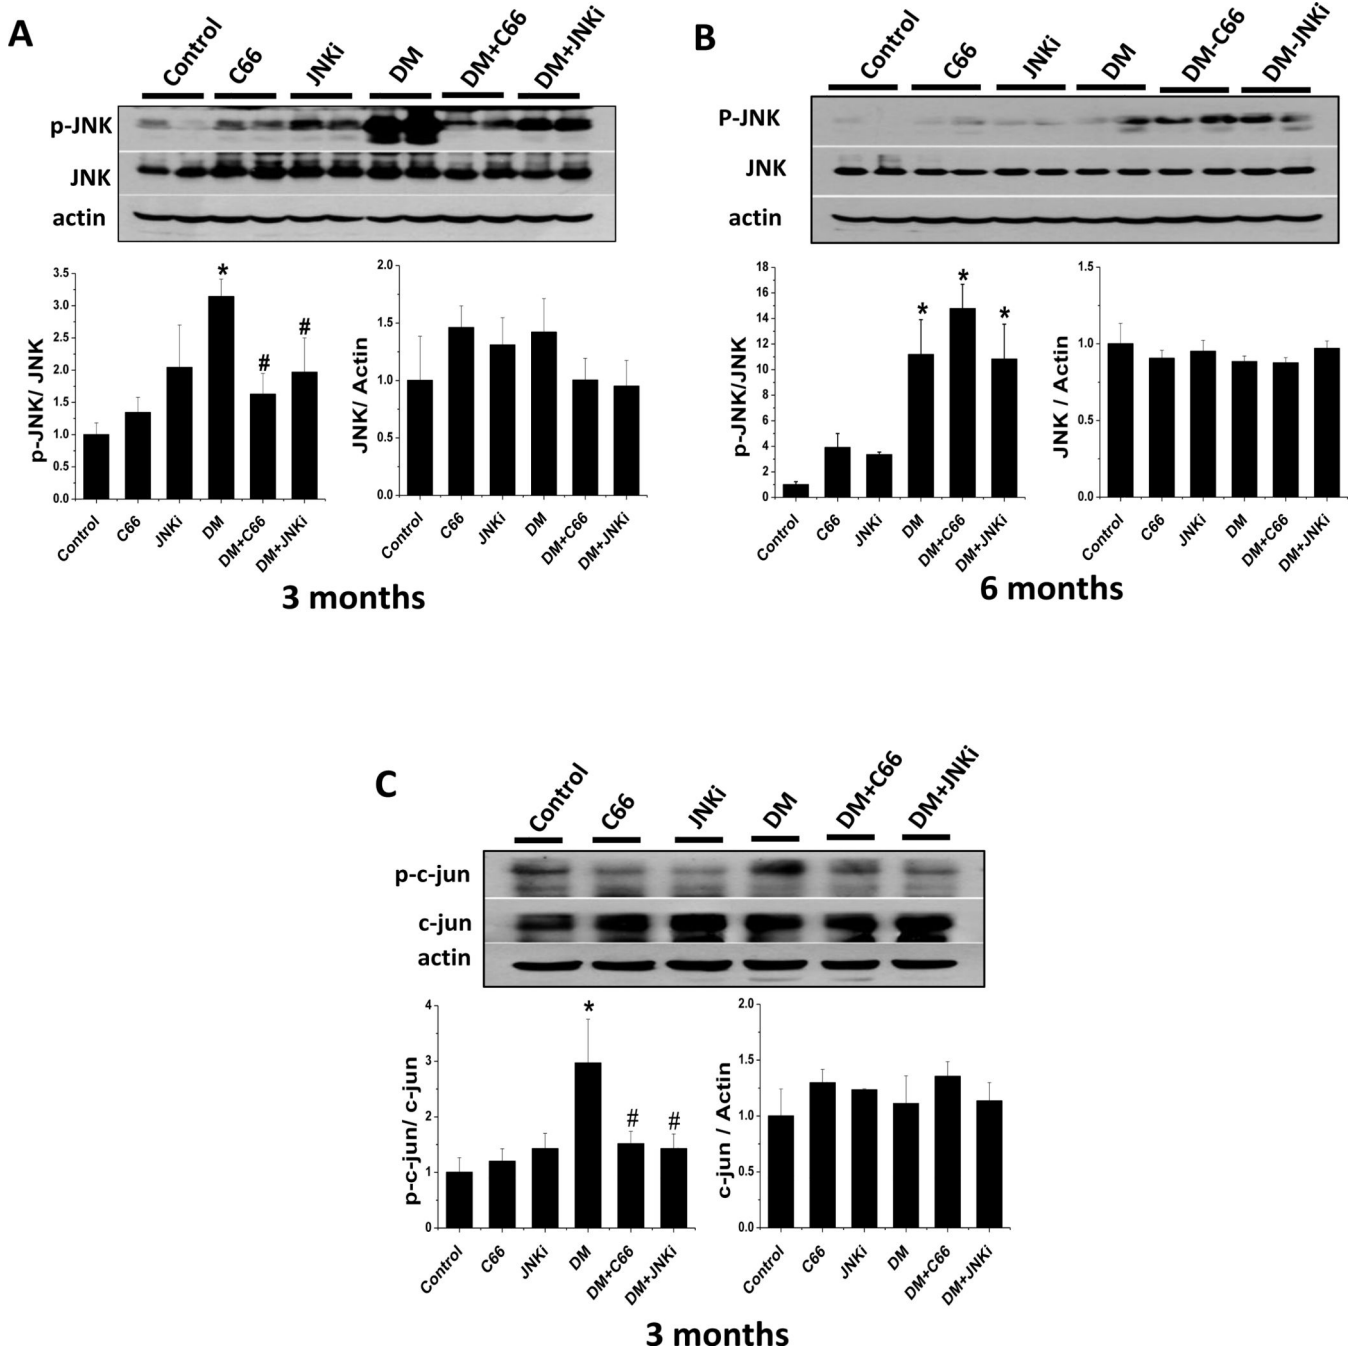 A
Control C66 JNKi DM DM+C66 DM+JNKi
p-JNK
JNK
actin
p-JNK/ JNK
3.5
3.0
2.5
2.0
1.5
1.0
0.5
0.0
*
#
#
Control C66 JNKi DM DM+C66 DM+JNKi
JNK/ Actin
2.0
1.5
1.0
0.5
0.0
Control C66 JNKi DM DM+C66 DM+JNKi
3 months
B
Control C66 JNKi DM DM-C66 DM-JNKi
P-JNK
JNK
actin
p-JNK/JNK
18
16
14
12
10
8
6
4
2
0
*
*
*
Control C66 JNKi DM DM+C66 DM+JNKi
JNK / Actin
1.5
1.0
0.5
0.0
Control C66 JNKi DM DM+C66 DM+JNKi
6 months
C
Control C66 JNKi DM DM+C66 DM+JNKi
p-c-jun
c-jun
actin
p-c-jun/ c-jun
4
3
2
1
0
*
#
#
Control C66 JNKi DM DM+C66 DM+JNKi
c-jun / Actin
2.0
1.5
1.0
0.5
0.0
Control C66 JNKi DM DM+C66 DM+JNKi
3 months